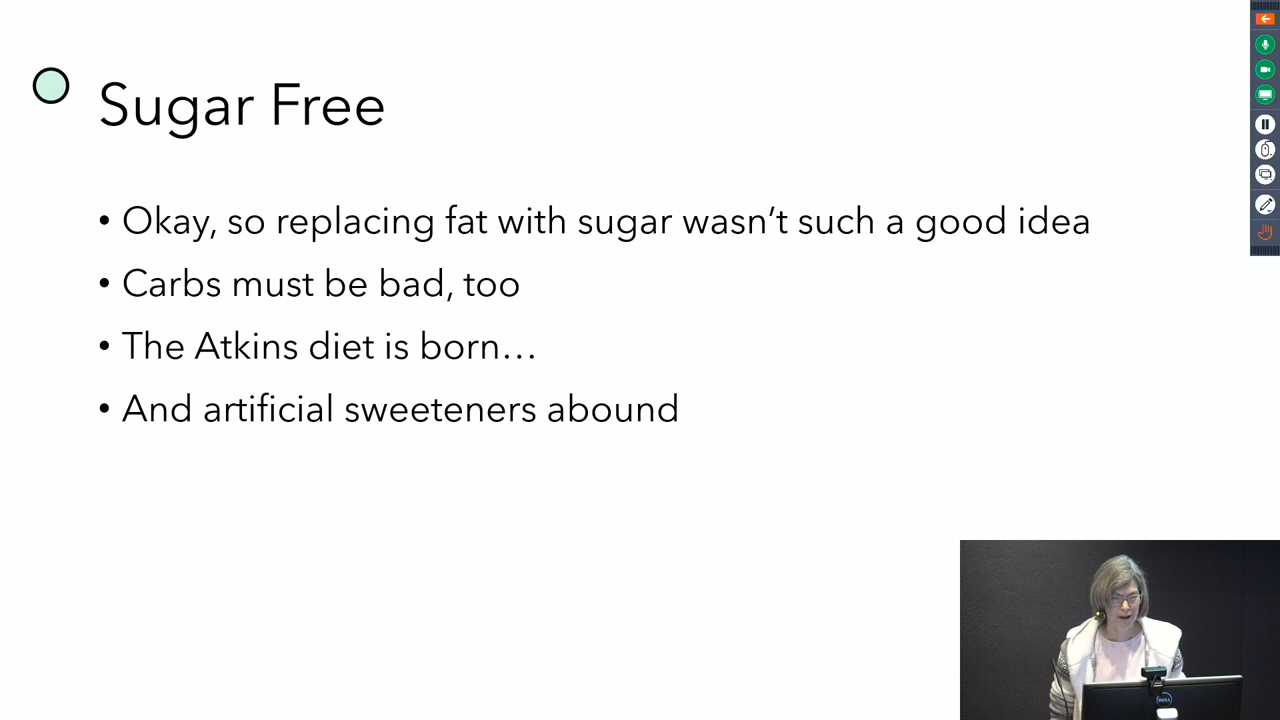 Sugar Free
• Okay, so replacing fat with sugar wasn’t such a good idea
• Carbs must be bad, too
• The Atkins diet is born…
• And artificial sweeteners abound
DELL